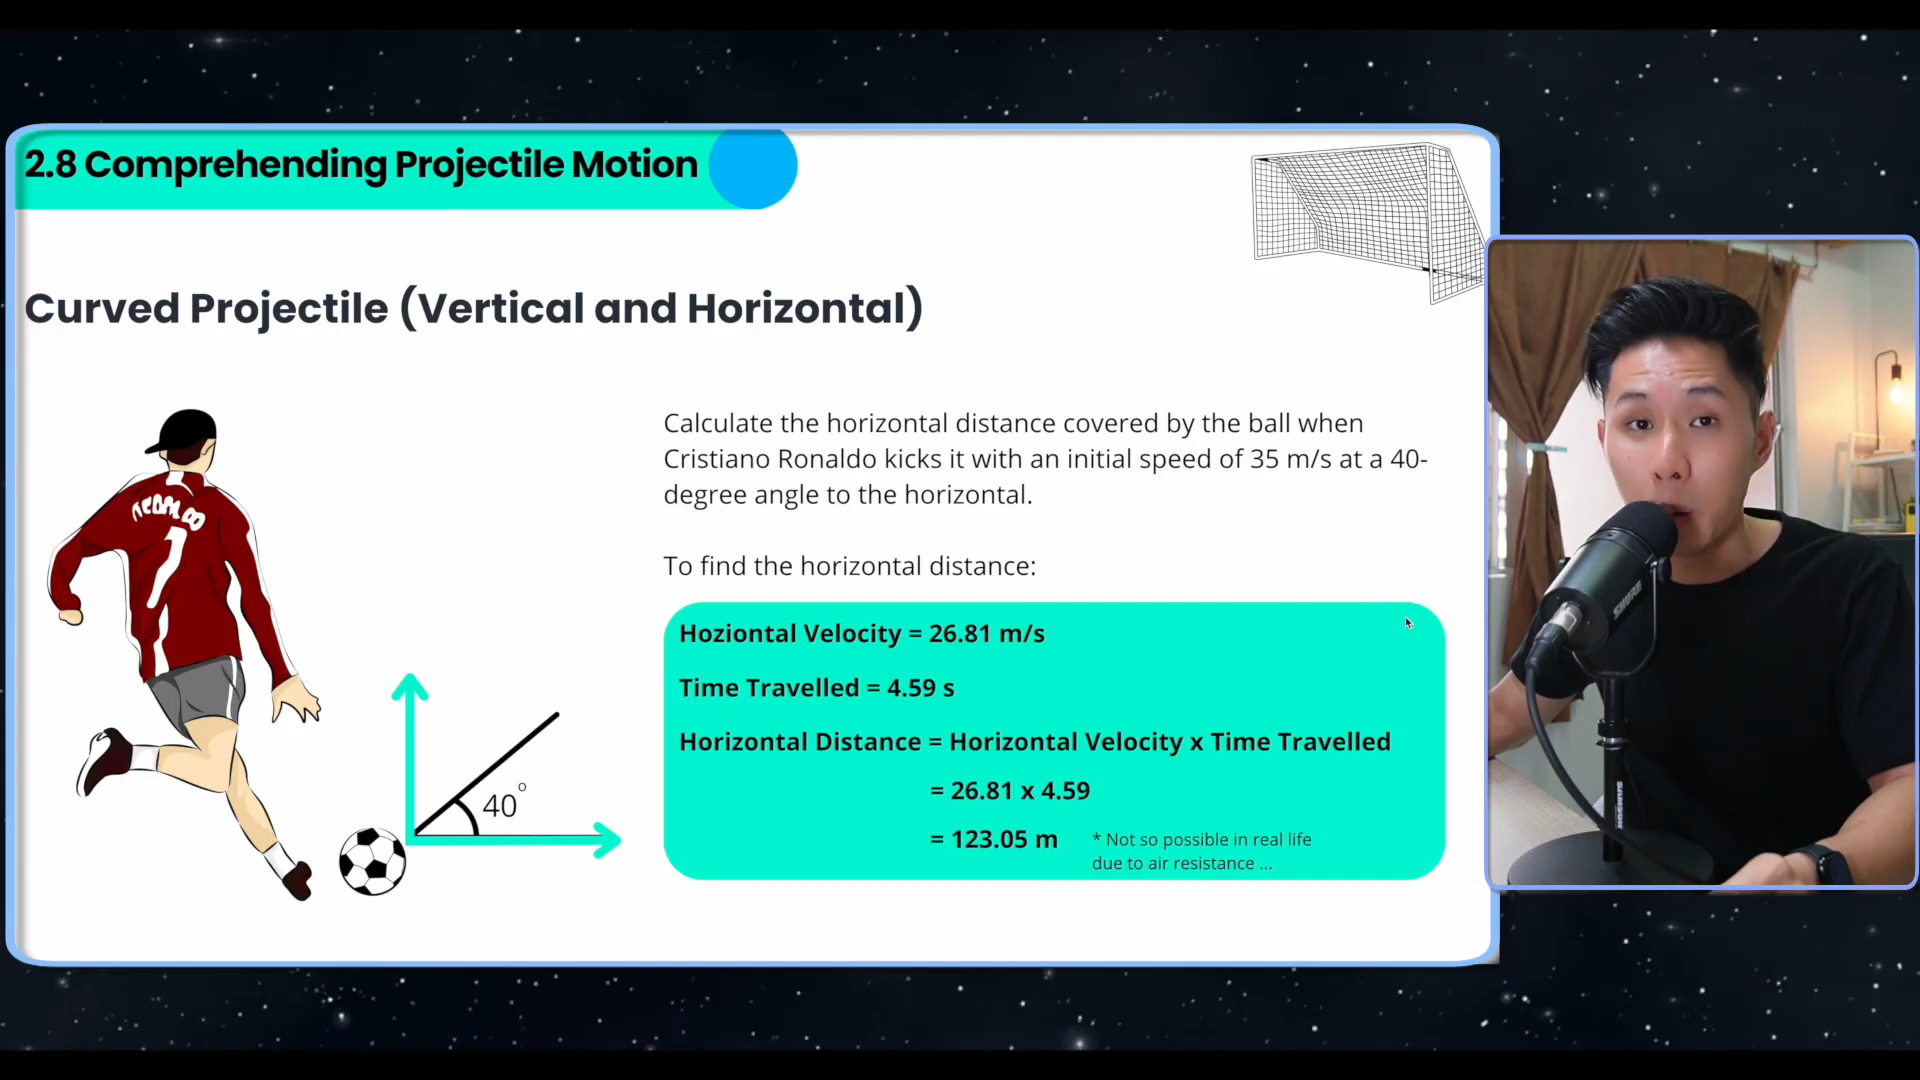 2.8 Comprehending Projectile Motion
Curved Projectile (Vertical and Horizontal)
Calculate the horizontal distance covered by the ball when
Cristiano Ronaldo kicks it with an initial speed of 35 m/s at a 40-
degree angle to the horizontal.
To find the horizontal distance:
Hoziontal Velocity = 26.81 m/s
Time Travelled = 4.59 s
Horizontal Distance = Horizontal Velocity x Time Travelled
= 26.81 x 4.59
= 123.05 m
* Not so possible in real life
due to air resistance ...
40°
7
SHURE
SAMSON